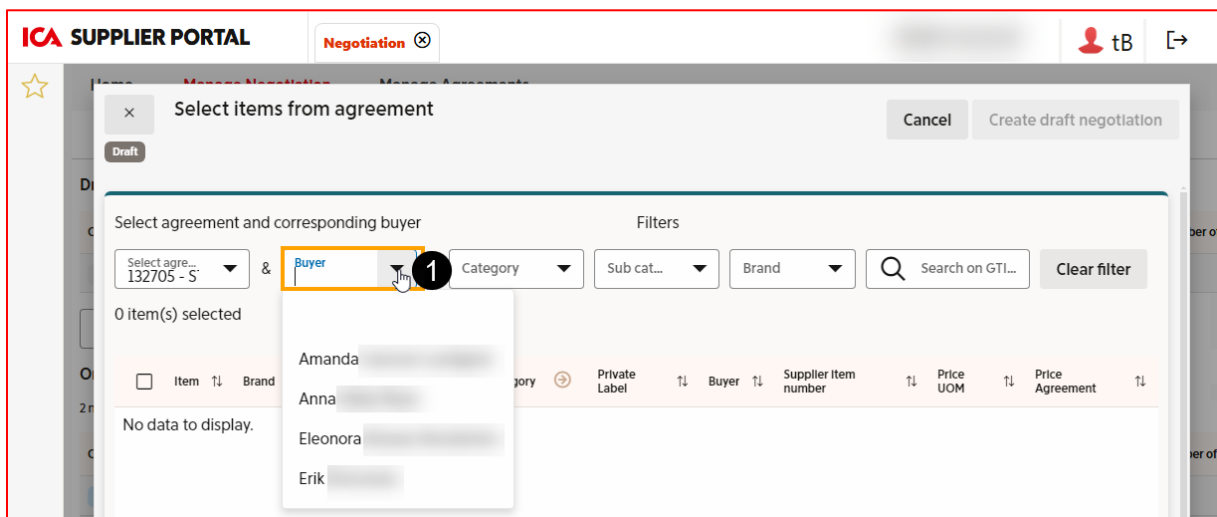 ICA SUPPLIER PORTAL
Negotiation
tB
Manage Negotiation Manage Agreements
Select items from agreement
Cancel
Create draft negotiation
Draft
Select agreement and corresponding buyer
Filters
Select agre...
132705 - S
&
Buyer
1
Category
Sub cat...
Brand
Search on GTI...
Clear filter
0 item(s) selected
Amanda
Anna
Eleonora
Erik
Item
Brand
gory
Private
Label
Buyer
Supplier item
number
Price
UOM
Price
Agreement
No data to display.